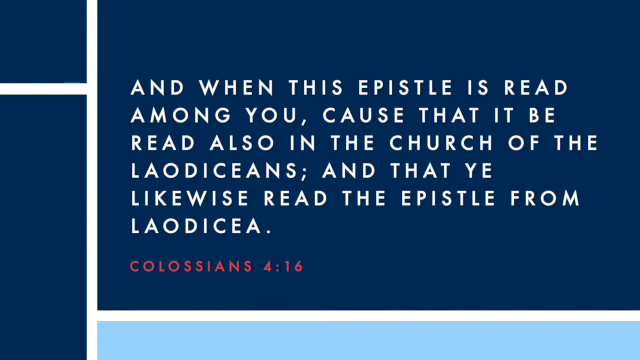 AND WHEN THIS EPISTLE IS READ
AMONG YOU, CAUSE THAT IT BE
READ ALSO IN THE CHURCH OF THE
LAODICEANS; AND THAT YE
LIKEWISE READ THE EPISTLE FROM
LAODICEA.
COLOSSIANS 4:16